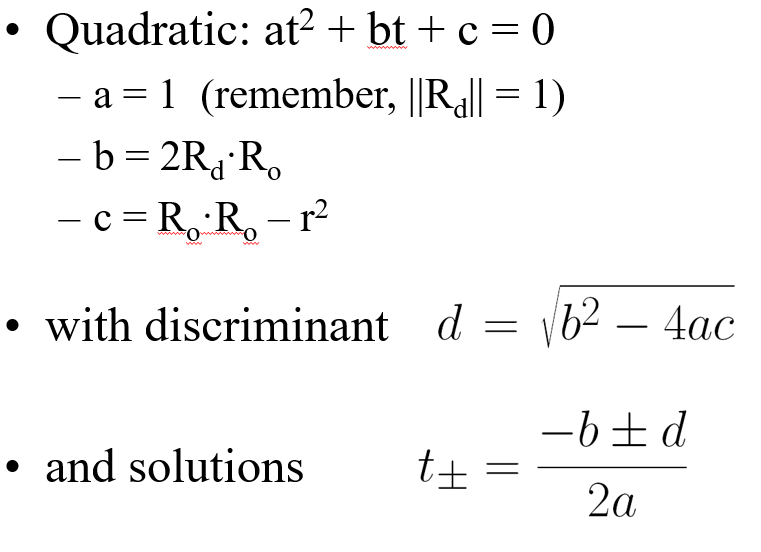 • Quadratic: at² + bt + c = 0
– a = 1 (remember, ||R_d|| = 1)
– b = 2R_d·R_o
– c = R_o·R_o – r²
• with discriminant d = √(b² − 4ac)
• and solutions t± = (−b ± d) / 2a